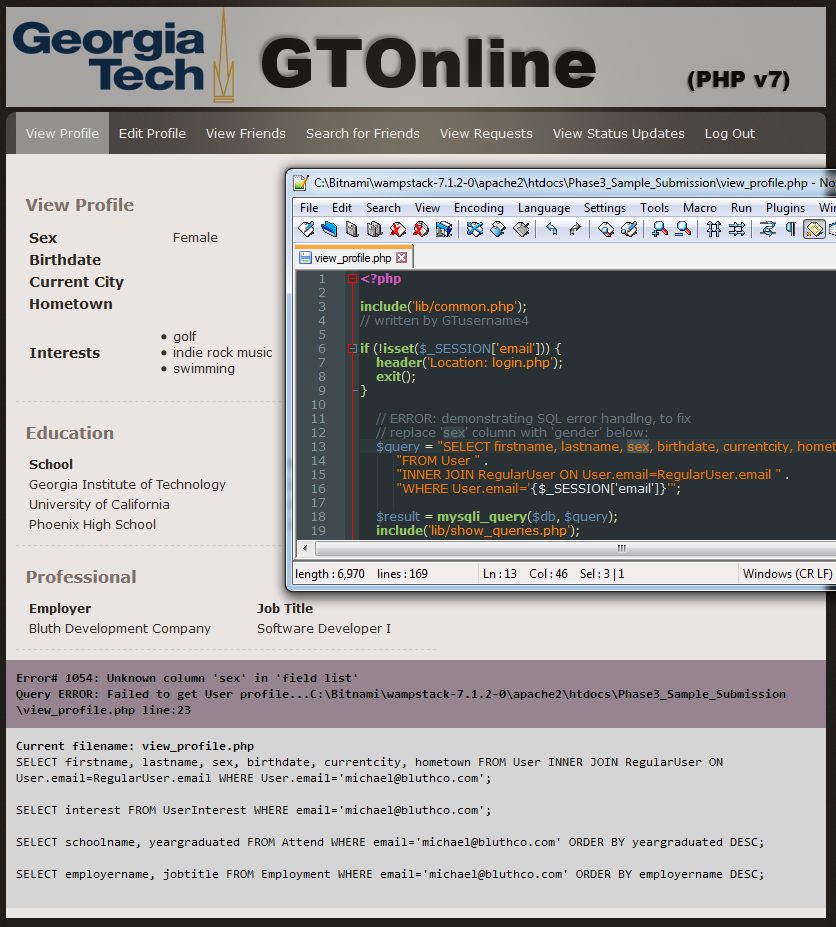 Georgia
Tech
GTOnline
(PHP v7)
View Profile Edit Profile View Friends Search for Friends View Requests View Status Updates Log Out
View Profile
Sex Female
Birthdate
Current City
Hometown
Interests
• golf
• indie rock music
• swimming
Education
School
Georgia Institute of Technology
University of California
Phoenix High School
Professional
Employer Job Title
Bluth Development Company Software Developer I
C:\Bitnami\wampstack-7.1.2-0\apache2\htdocs\Phase3_Sample_Submission\view_profile.php - No
File Edit Search View Encoding Language Settings Tools Macro Run Plugins Win
view_profile.php
1 <?php
2
3 include('lib/common.php');
4 // written by GTusername4
5
6 if (!isset($_SESSION['email'])) {
7 header('Location: login.php');
8 exit();
9 }
10
11 // ERROR: demonstrating SQL error handlng, to fix
12 // replace 'sex' column with 'gender' below:
13 $query = "SELECT firstname, lastname, sex, birthdate, currentcity, homet
14 "FROM User " .
15 "INNER JOIN RegularUser ON User.email=RegularUser.email " .
16 "WHERE User.email='{$_SESSION['email']}'";
17
18 $result = mysqli_query($db, $query);
19 include('lib/show_queries.php');
length : 6,970 lines : 169 Ln : 13 Col : 46 Sel : 3 | 1 Windows (CR LF)
Error# 1054: Unknown column 'sex' in 'field list'
Query ERROR: Failed to get User profile...C:\Bitnami\wampstack-7.1.2-0\apache2\htdocs\Phase3_Sample_Submission
\view_profile.php line:23
Current filename: view_profile.php
SELECT firstname, lastname, sex, birthdate, currentcity, hometown FROM User INNER JOIN RegularUser ON
User.email=RegularUser.email WHERE User.email='michael@bluthco.com';
SELECT interest FROM UserInterest WHERE email='michael@bluthco.com';
SELECT schoolname, yeargraduated FROM Attend WHERE email='michael@bluthco.com' ORDER BY yeargraduated DESC;
SELECT employername, jobtitle FROM Employment WHERE email='michael@bluthco.com' ORDER BY employername DESC;